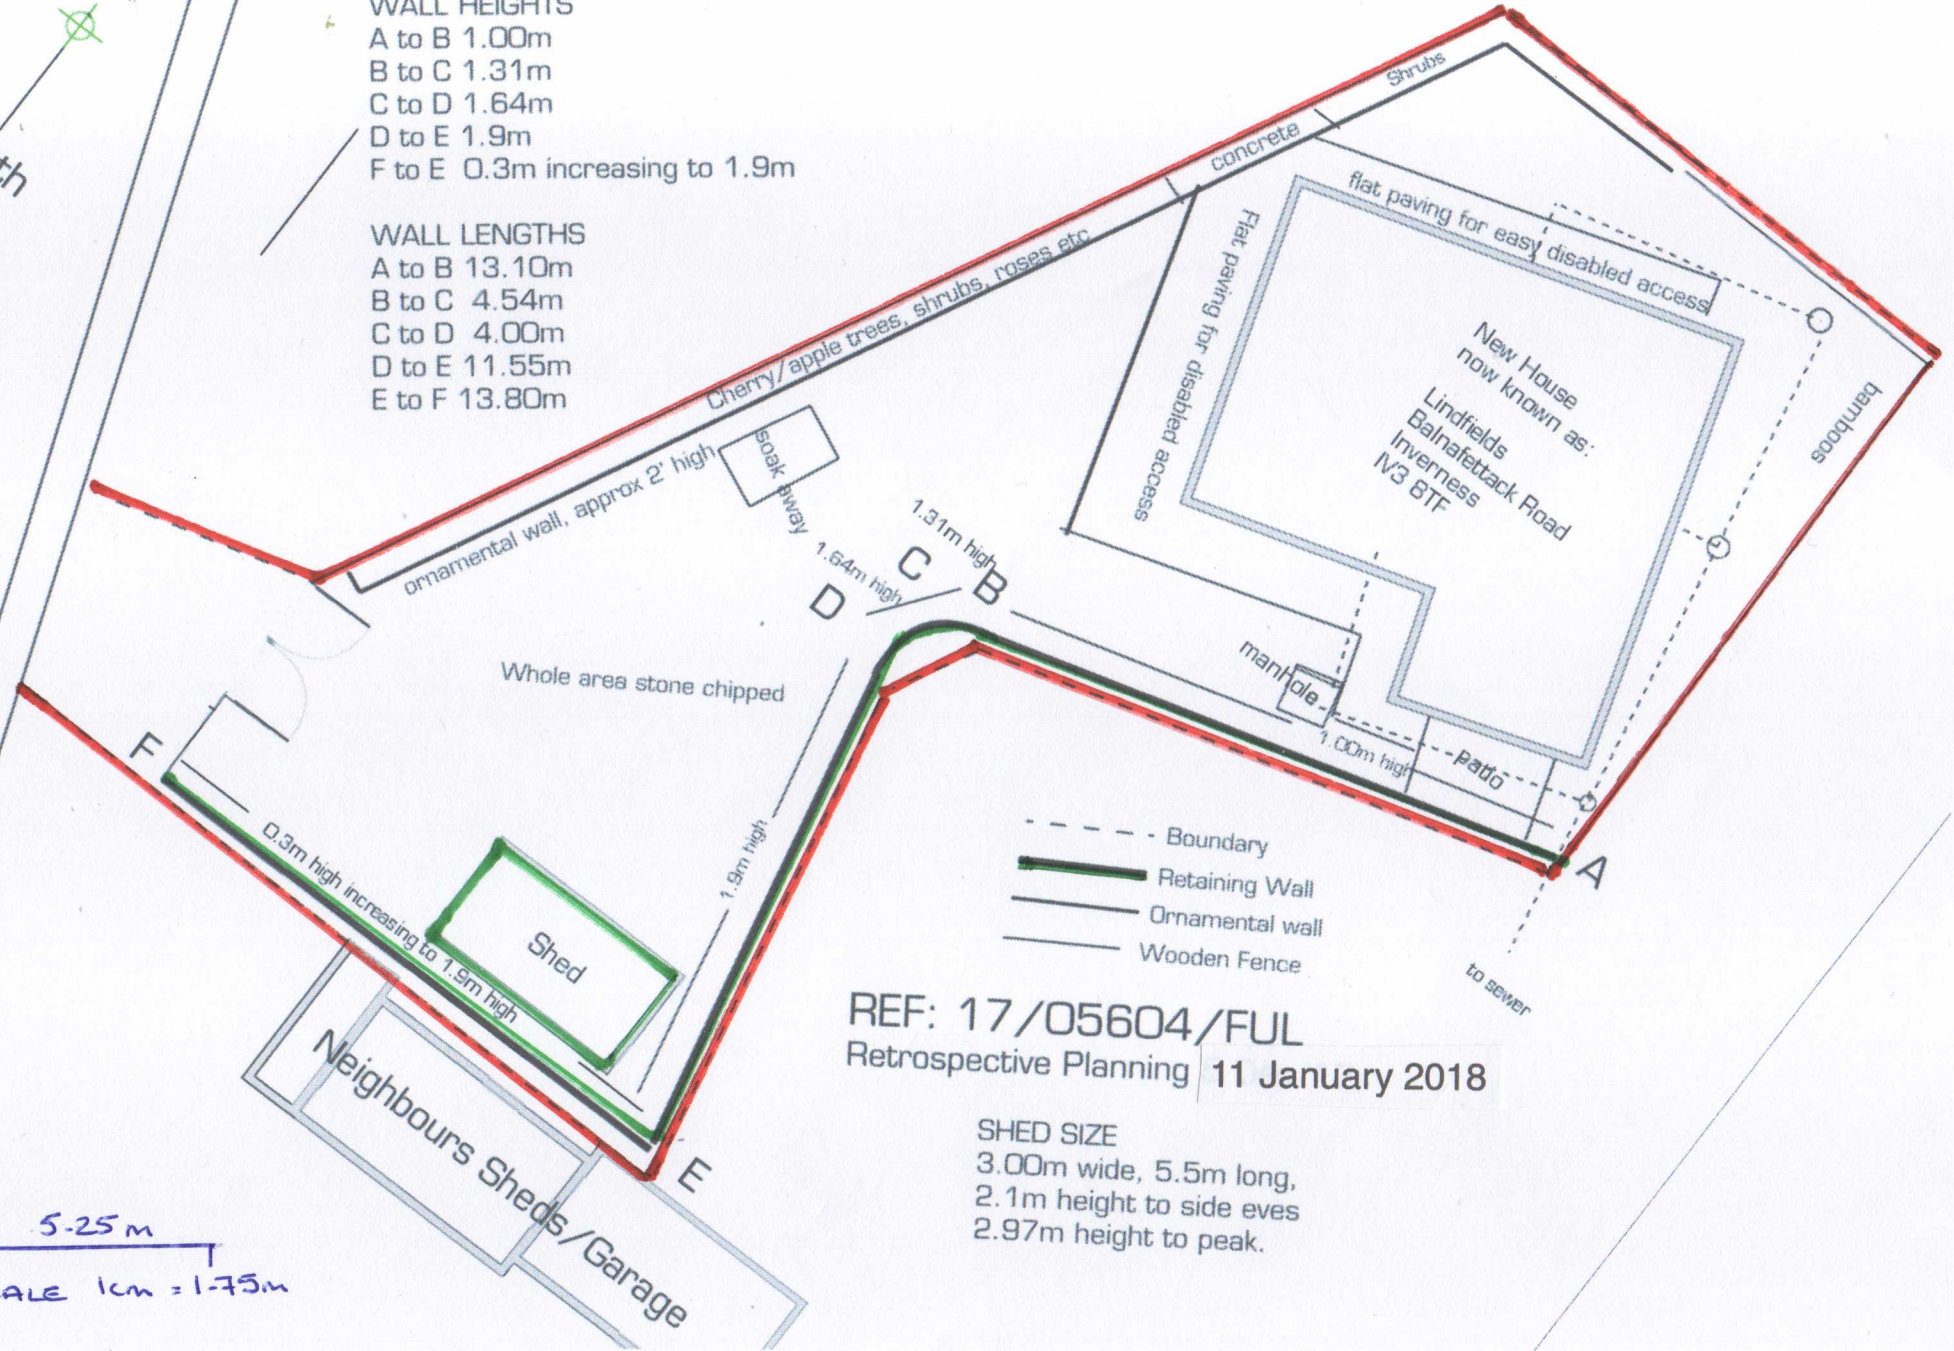 WALL HEIGHTS
A to B 1.00m
B to C 1.31m
C to D 1.64m
D to E 1.9m
F to E 0.3m increasing to 1.9m
WALL LENGTHS
A to B 13.10m
B to C 4.54m
C to D 4.00m
D to E 11.55m
E to F 13.80m
Shrubs
concrete
Cherry/apple trees, shrubs, roses etc
ornamental wall, approx 2' high
soak away
flat paving for easy disabled access
Flat paving for disabled access
New House
now known as:
Lindfields
Balnafettack Road
Inverness
IV3 8TF
bamboos
1.31m high
1.64m high
C
B
D
Whole area stone chipped
manhole
1.00m high
patio
A
F
0.3m high increasing to 1.9m high
Shed
1.9m high
E
Neighbours Sheds/Garage
Boundary
Retaining Wall
Ornamental wall
Wooden Fence
to sewer
REF: 17/05604/FUL
Retrospective Planning 11 January 2018
SHED SIZE
3.00m wide, 5.5m long,
2.1m height to side eves
2.97m height to peak.
5.25m
1cm = 1.75m